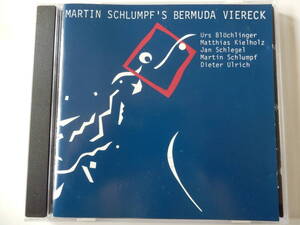 MARTIN SCHLUMPF'S BERMUDA VIERECK
Urs Blöchlinger
Matthias Kielholz
Jan Schlegel
Martin Schlumpf
Dieter Ulrich